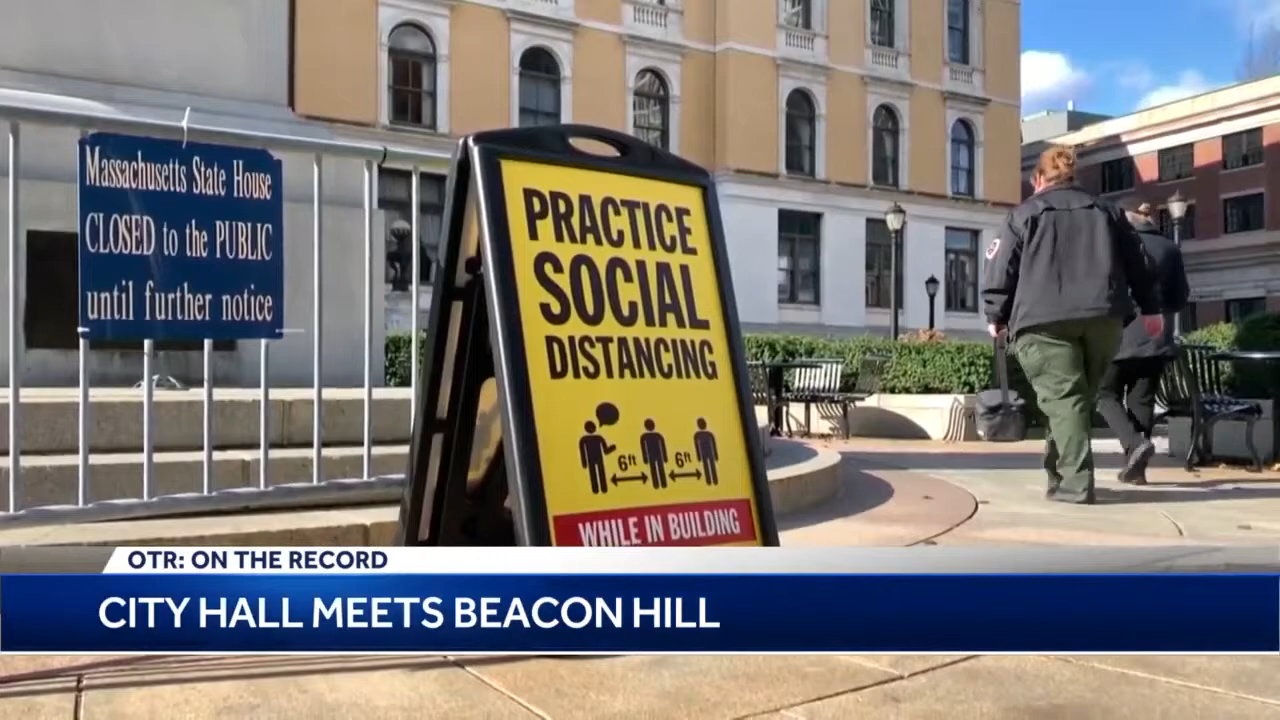 Massachusetts State House
CLOSED to the PUBLIC
until further notice
PRACTICE
SOCIAL
DISTANCING
6ft 6ft
WHILE IN BUILDING
OTR: ON THE RECORD
CITY HALL MEETS BEACON HILL